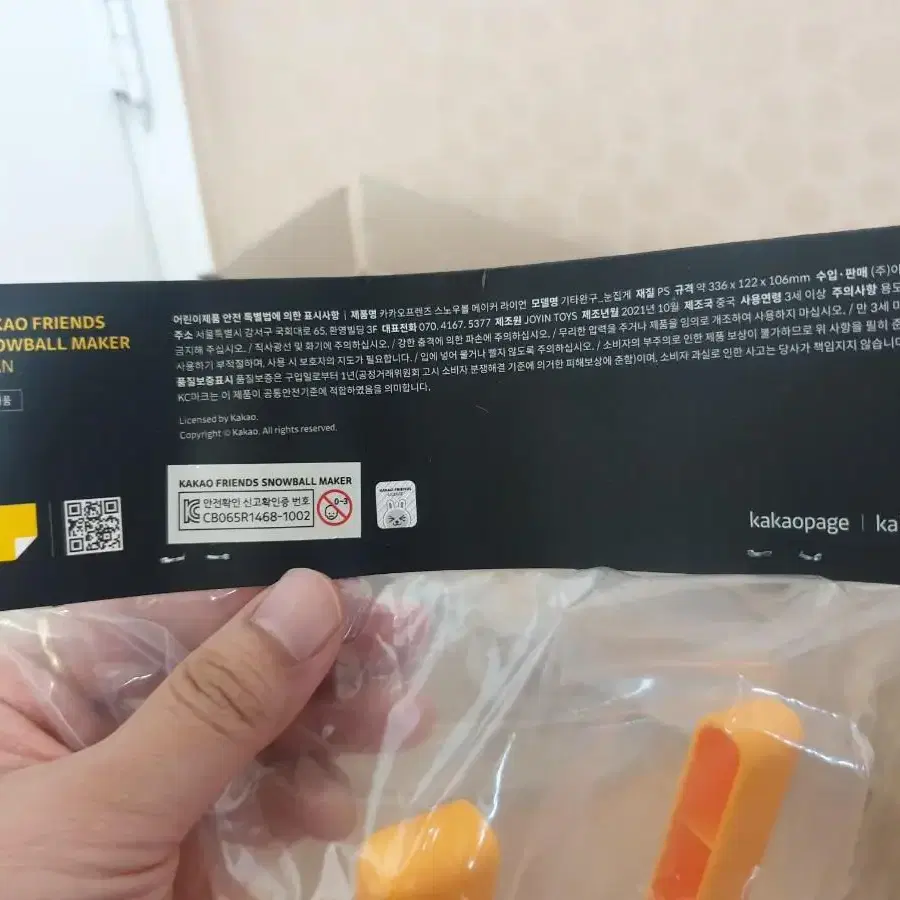 KAO FRIENDS
OWBALL MAKER
AN
품
어린이제품 안전 특별법에 의한 표시사항 | 제품명 카카오프렌즈 스노우볼 메이커 라이언 모델명 기타완구_눈집게 재질 PS 규격 약 336 x 122 x 106mm 수입·판매 (주)이
주소 서울특별시 강서구 국회대로 65, 환영빌딩 3F 대표전화 070. 4167. 5377 제조원 JOYIN TOYS 제조년월 2021년 10월 제조국 중국 사용연령 3세 이상 주의사항 용도
금지해 주십시오. / 직사광선 및 화기에 주의하십시오. / 강한 충격에 의한 파손에 주의하십시오. / 무리한 압력을 주거나 제품을 임의로 개조하여 사용하지 마십시오. / 만 3세 미
사용하기 부적절하며, 사용 시 보호자의 지도가 필요합니다. / 입에 넣어 물거나 빨지 않도록 주의하십시오. / 소비자의 부주의로 인한 제품 보상이 불가하므로 위 사항을 필히 준
품질보증표시 품질보증은 구입일로부터 1년(공정거래위원회 고시 소비자 분쟁해결 기준에 의거한 피해보상에 준함)이며, 소비자 과실로 인한 사고는 당사가 책임지지 않습니다
KC마크는 이 제품이 공통안전기준에 적합하였음을 의미합니다.
Licensed by Kakao.
Copyright © Kakao. All rights reserved.
KAKAO FRIENDS SNOWBALL MAKER
안전확인 신고확인증 번호
CB065R1468-1002
0-3
KAKAO FRIENDS
kakaopage | ka